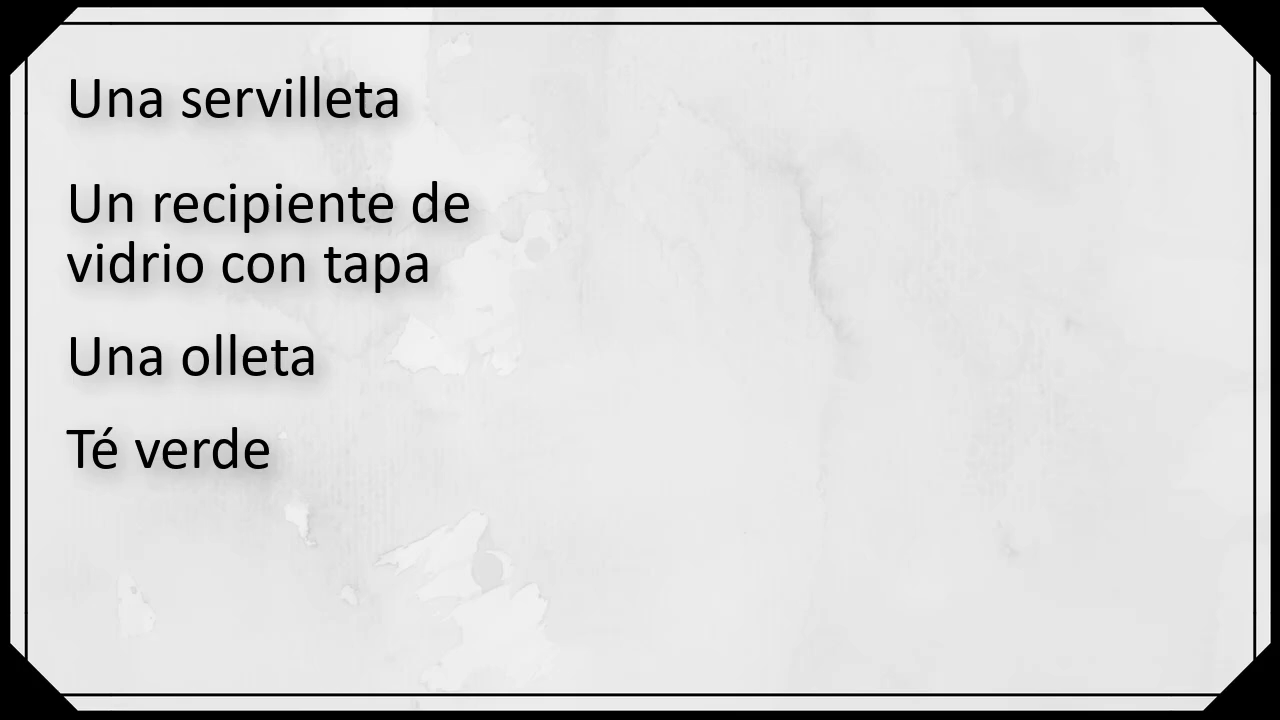 Una servilleta
Un recipiente de
vidrio con tapa
Una olleta
Té verde